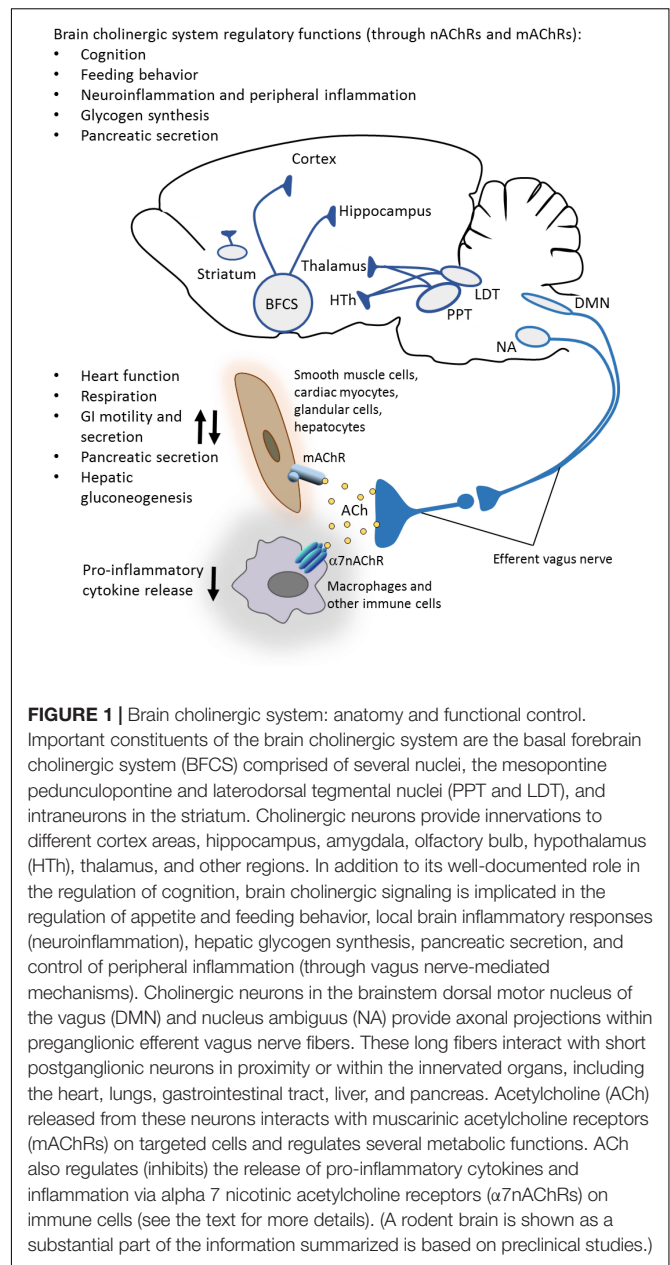 Brain cholinergic system regulatory functions (through nAChRs and mAChRs):
• Cognition
• Feeding behavior
• Neuroinflammation and peripheral inflammation
• Glycogen synthesis
• Pancreatic secretion
Cortex
Hippocampus
Striatum
BFCS
Thalamus
HTh
LDT
PPT
DMN
NA
• Heart function
• Respiration
• GI motility and
secretion
• Pancreatic secretion
• Hepatic
gluconeogenesis
Smooth muscle cells,
cardiac myocytes,
glandular cells,
hepatocytes
mAChR
ACh
Efferent vagus nerve
α7nAChR
Pro-inflammatory
cytokine release
Macrophages and
other immune cells
FIGURE 1 | Brain cholinergic system: anatomy and functional control.
Important constituents of the brain cholinergic system are the basal forebrain
cholinergic system (BFCS) comprised of several nuclei, the mesopontine
pedunculopontine and laterodorsal tegmental nuclei (PPT and LDT), and
intraneurons in the striatum. Cholinergic neurons provide innervations to
different cortex areas, hippocampus, amygdala, olfactory bulb, hypothalamus
(HTh), thalamus, and other regions. In addition to its well-documented role in
the regulation of cognition, brain cholinergic signaling is implicated in the
regulation of appetite and feeding behavior, local brain inflammatory responses
(neuroinflammation), hepatic glycogen synthesis, pancreatic secretion, and
control of peripheral inflammation (through vagus nerve-mediated
mechanisms). Cholinergic neurons in the brainstem dorsal motor nucleus of
the vagus (DMN) and nucleus ambiguus (NA) provide axonal projections within
preganglionic efferent vagus nerve fibers. These long fibers interact with short
postganglionic neurons in proximity or within the innervated organs, including
the heart, lungs, gastrointestinal tract, liver, and pancreas. Acetylcholine (ACh)
released from these neurons interacts with muscarinic acetylcholine receptors
(mAChRs) on targeted cells and regulates several metabolic functions. ACh
also regulates (inhibits) the release of pro-inflammatory cytokines and
inflammation via alpha 7 nicotinic acetylcholine receptors (α7nAChRs) on
immune cells (see the text for more details). (A rodent brain is shown as a
substantial part of the information summarized is based on preclinical studies.)